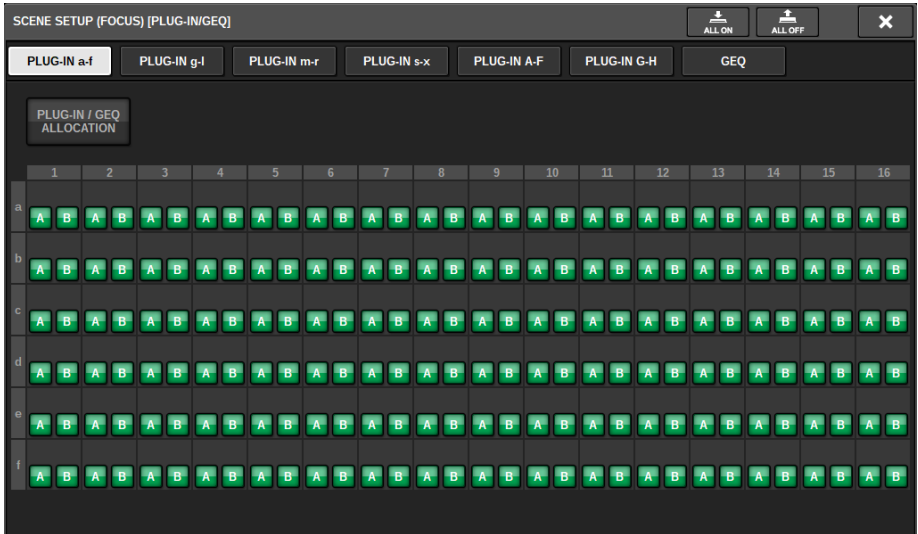 SCENE SETUP (FOCUS) [PLUG-IN/GEQ]
ALL ON ALL OFF
PLUG-IN a-f PLUG-IN g-l PLUG-IN m-r PLUG-IN s-x PLUG-IN A-F PLUG-IN G-H GEQ
PLUG-IN / GEQ
ALLOCATION
1 2 3 4 5 6 7 8 9 10 11 12 13 14 15 16
a A B A B A B A B A B A B A B A B A B A B A B A B A B A B A B A B
b A B A B A B A B A B A B A B A B A B A B A B A B A B A B A B A B
c A B A B A B A B A B A B A B A B A B A B A B A B A B A B A B A B
d A B A B A B A B A B A B A B A B A B A B A B A B A B A B A B A B
e A B A B A B A B A B A B A B A B A B A B A B A B A B A B A B A B
f A B A B A B A B A B A B A B A B A B A B A B A B A B A B A B A B